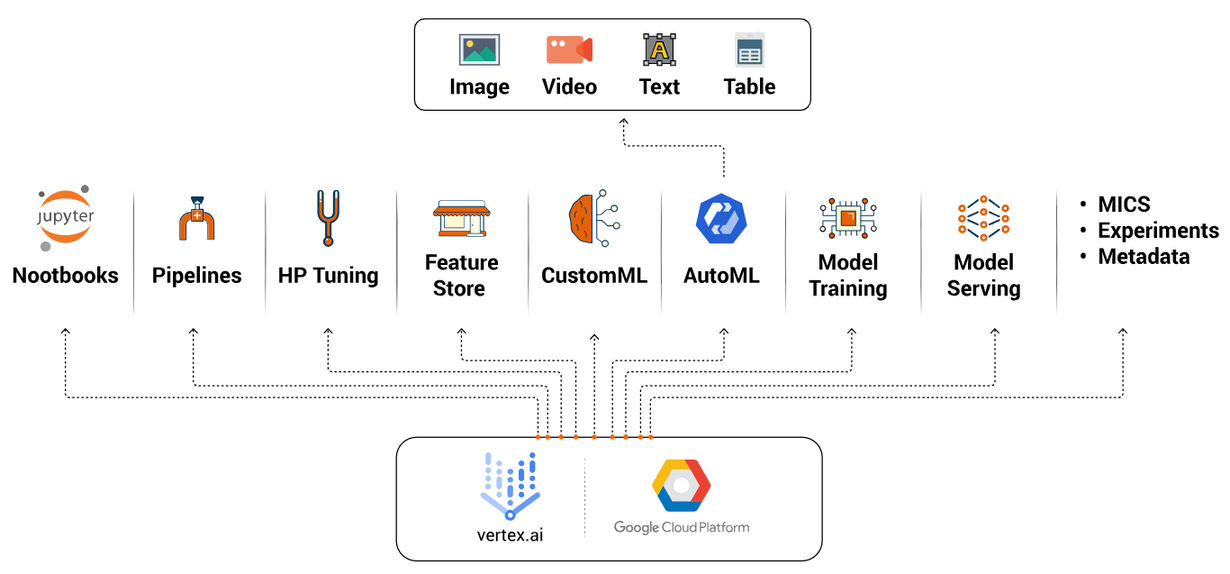 Image
Video
Text
Table
A
jupyter
Nootbooks
Pipelines
HP Tuning
Feature
Store
CustomML
AutoML
Model
Training
Model
Serving
• MICS
• Experiments
• Metadata
vertex.ai
Google Cloud Platform